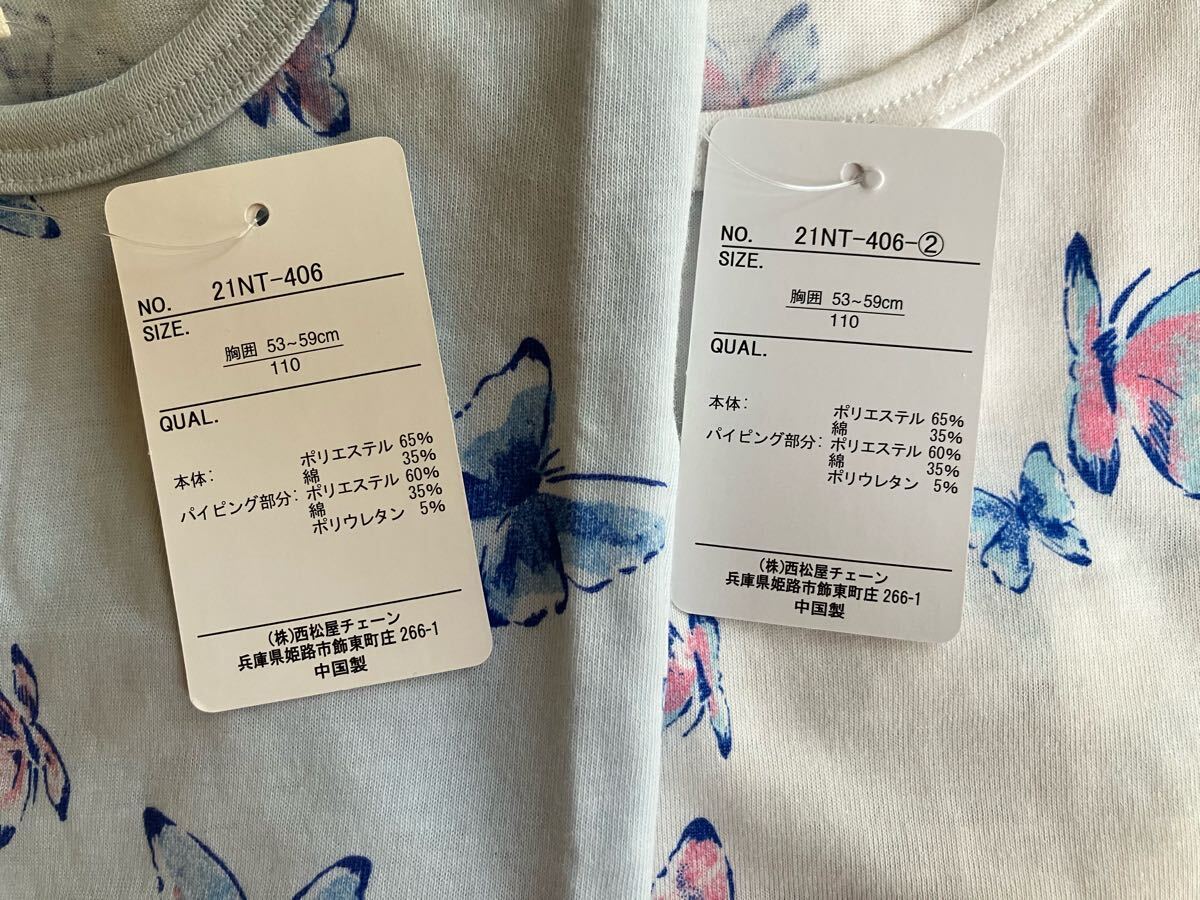 NO. 21NT-406
SIZE.
胸囲 53~59cm
110
QUAL.
本体: ポリエステル 65%
綿 35%
パイピング部分: ポリエステル 60%
綿 35%
ポリウレタン 5%
(株)西松屋チェーン
兵庫県姫路市飾東町庄 266-1
中国製
NO. 21NT-406-②
SIZE.
胸囲 53~59cm
110
QUAL.
本体: ポリエステル 65%
綿 35%
パイピング部分: ポリエステル 60%
綿 35%
ポリウレタン 5%
(株)西松屋チェーン
兵庫県姫路市飾東町庄 266-1
中国製